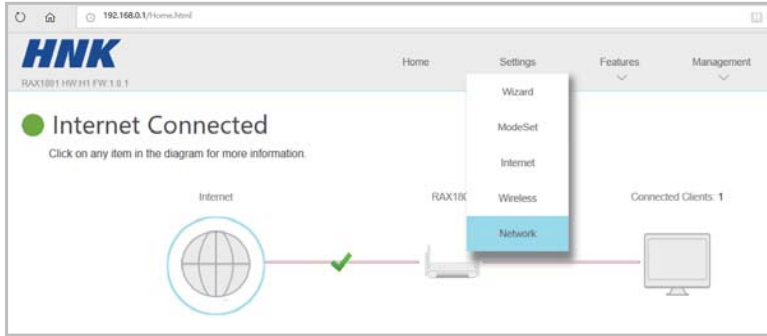 192.168.0.1/Home.html
HNK
RAX1801 HW:H1 FW:1.0.1
Home Settings Features Management
Wizard
ModeSet
Internet
Wireless
Network
Internet Connected
Click on any item in the diagram for more information.
Internet RAX180 Connected Clients: 1